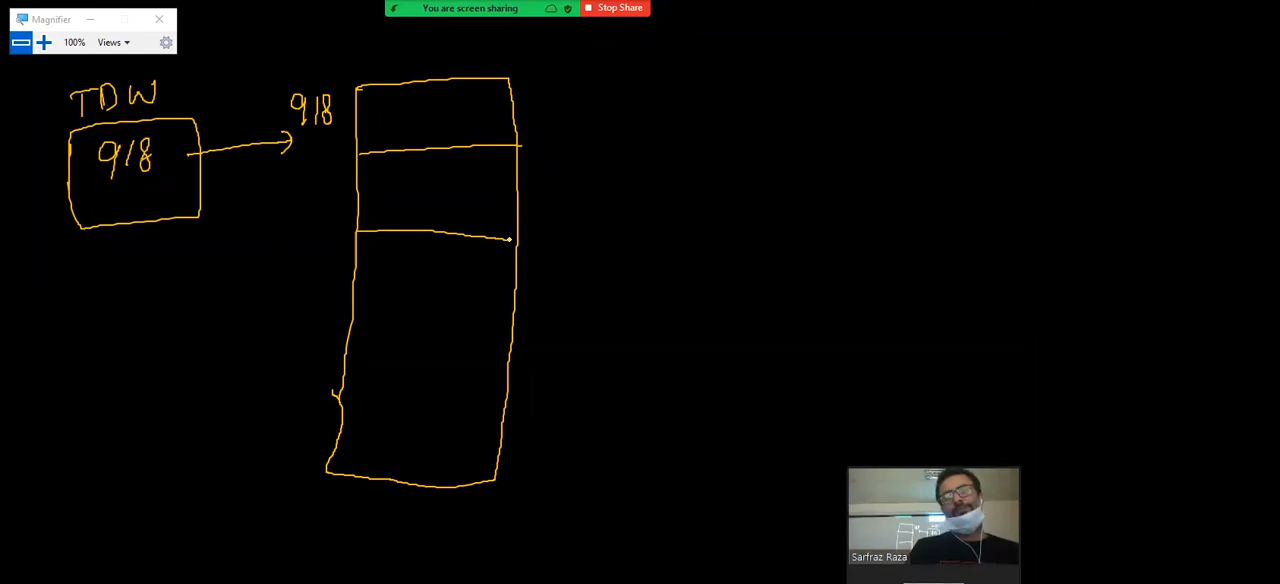 You are screen sharing
Stop Share
Magnifier
100%
Views
TDW
918
918
Sarfraz Raza